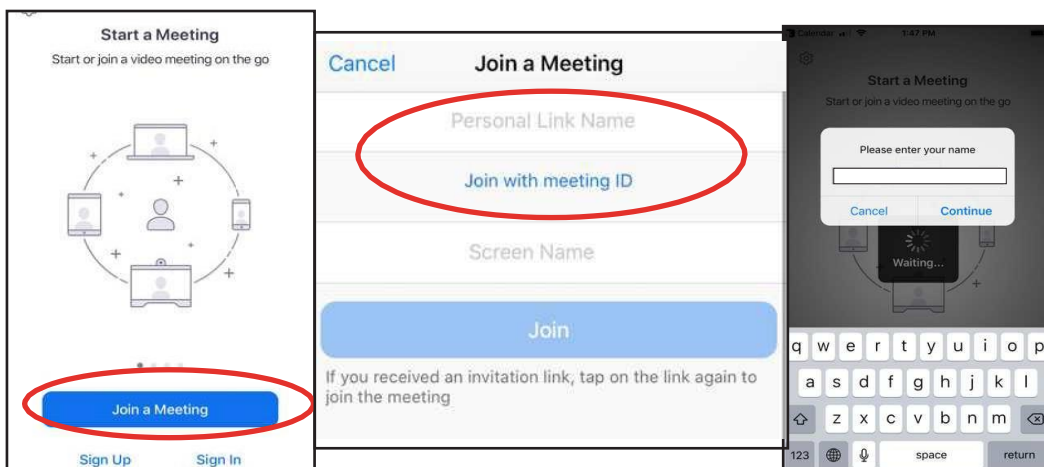 Start a Meeting
Start or join a video meeting on the go
Join a Meeting
Sign Up Sign In
Cancel Join a Meeting
Personal Link Name
Join with meeting ID
Screen Name
Join
If you received an invitation link, tap on the link again to
join the meeting
Calendar 1:47 PM
Start a Meeting
Start or join a video meeting on the go
Please enter your name
Cancel Continue
Waiting...
q w e r t y u i o p
a s d f g h j k l
z x c v b n m
123 space return